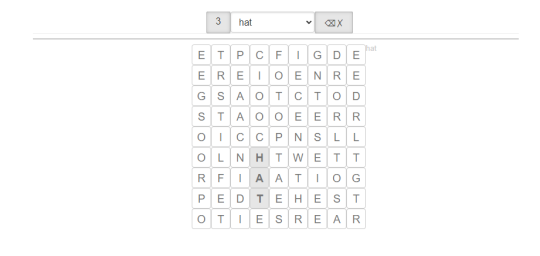 3 hat ⌫ X
hat
E T P C F I G D E
E R E I O E N R E
G S A O T C T O D
S T A O O E E R R
O I C C P N S L L
O L N H T W E T T
R F I A A T I O G
P E D T E H E S T
O T I E S R E A R